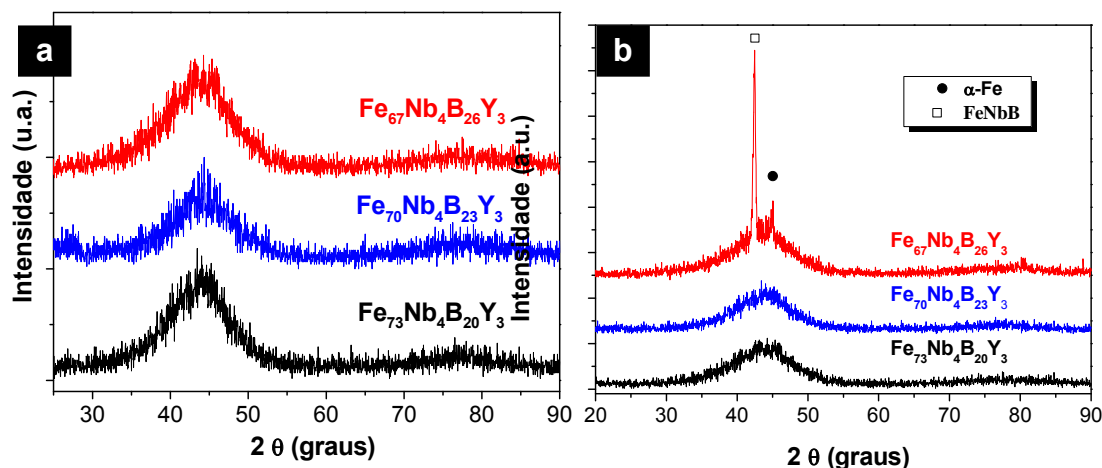 a
Intensidade (u.a.)
Fe₆₇Nb₄B₂₆Y₃
Fe₇₀Nb₄B₂₃Y₃
Fe₇₃Nb₄B₂₀Y₃
30 40 50 60 70 80 90
2 θ (graus)
b
Intensidade (a.u.)
α-Fe
FeNbB
Fe₆₇Nb₄B₂₆Y₃
Fe₇₀Nb₄B₂₃Y₃
Fe₇₃Nb₄B₂₀Y₃
20 30 40 50 60 70 80 90
2 θ (graus)